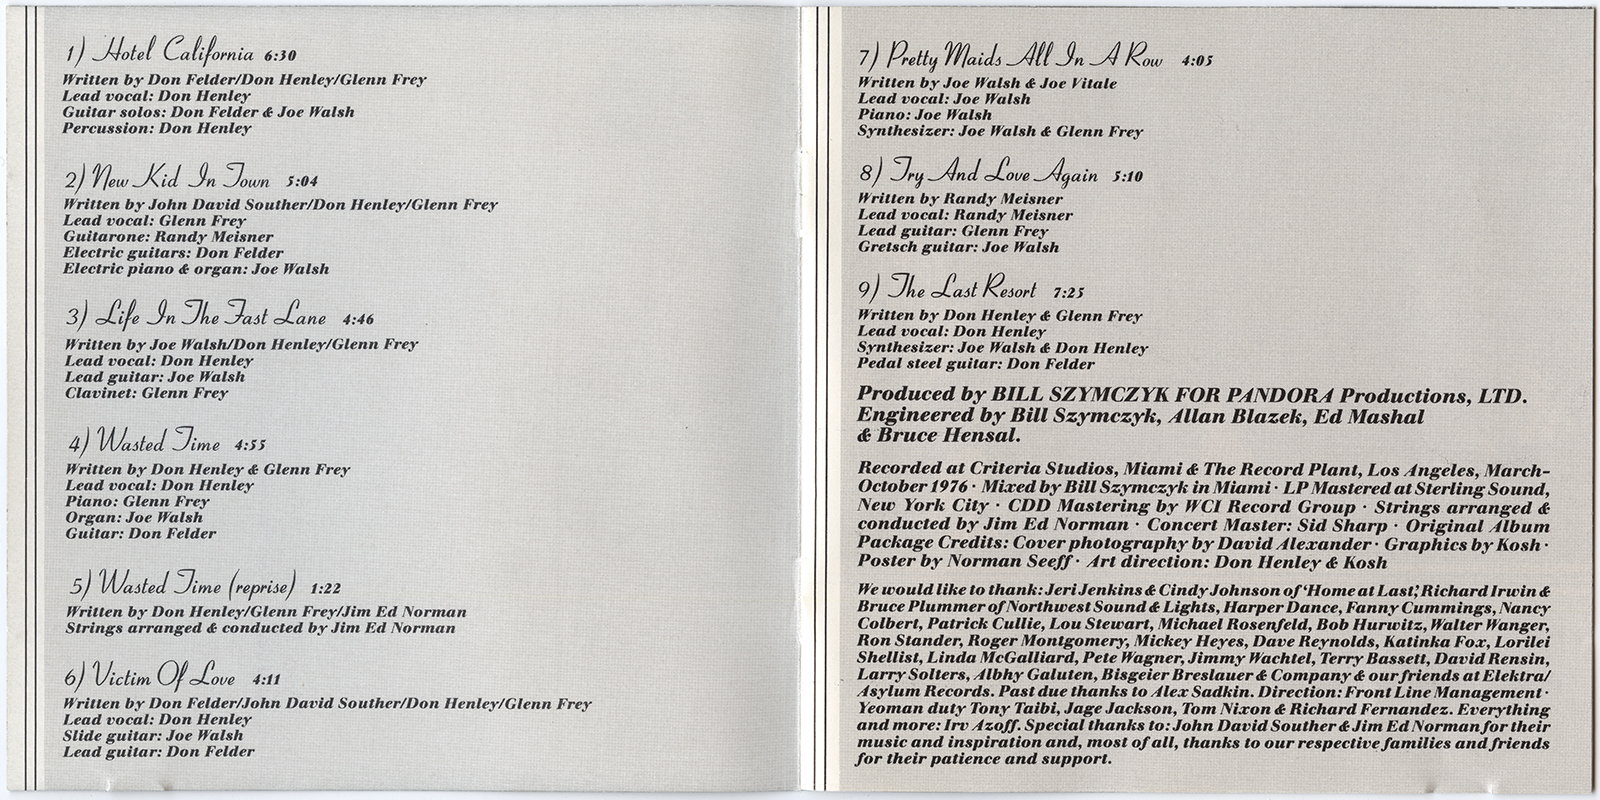 1) Hotel California 6:30
Written by Don Felder/Don Henley/Glenn Frey
Lead vocal: Don Henley
Guitar solos: Don Felder & Joe Walsh
Percussion: Don Henley
2) New Kid In Town 5:04
Written by John David Souther/Don Henley/Glenn Frey
Lead vocal: Glenn Frey
Guitarone: Randy Meisner
Electric guitars: Don Felder
Electric piano & organ: Joe Walsh
3) Life In The Fast Lane 4:46
Written by Joe Walsh/Don Henley/Glenn Frey
Lead vocal: Don Henley
Lead guitar: Joe Walsh
Clavinet: Glenn Frey
4) Wasted Time 4:55
Written by Don Henley & Glenn Frey
Lead vocal: Don Henley
Piano: Glenn Frey
Organ: Joe Walsh
Guitar: Don Felder
5) Wasted Time (reprise) 1:22
Written by Don Henley/Glenn Frey/Jim Ed Norman
Strings arranged & conducted by Jim Ed Norman
6) Victim Of Love 4:11
Written by Don Felder/John David Souther/Don Henley/Glenn Frey
Lead vocal: Don Henley
Slide guitar: Joe Walsh
Lead guitar: Don Felder
7) Pretty Maids All In A Row 4:05
Written by Joe Walsh & Joe Vitale
Lead vocal: Joe Walsh
Piano: Joe Walsh
Synthesizer: Joe Walsh & Glenn Frey
8) Try And Love Again 5:10
Written by Randy Meisner
Lead vocal: Randy Meisner
Lead guitar: Glenn Frey
Gretsch guitar: Joe Walsh
9) The Last Resort 7:25
Written by Don Henley & Glenn Frey
Lead vocal: Don Henley
Synthesizer: Joe Walsh & Don Henley
Pedal steel guitar: Don Felder
Produced by BILL SZYMCZYK FOR PANDORA Productions, LTD.
Engineered by Bill Szymczyk, Allan Blazek, Ed Mashal
& Bruce Hensal.
Recorded at Criteria Studios, Miami & The Record Plant, Los Angeles, March-
October 1976 · Mixed by Bill Szymczyk in Miami · LP Mastered at Sterling Sound,
New York City · CDD Mastering by WCI Record Group · Strings arranged &
conducted by Jim Ed Norman · Concert Master: Sid Sharp · Original Album
Package Credits: Cover photography by David Alexander · Graphics by Kosh ·
Poster by Norman Seeff · Art direction: Don Henley & Kosh
We would like to thank: Jeri Jenkins & Cindy Johnson of 'Home at Last', Richard Irwin &
Bruce Plummer of Northwest Sound & Lights, Harper Dance, Fanny Cummings, Nancy
Colbert, Patrick Cullie, Lou Stewart, Michael Rosenfeld, Bob Hurwitz, Walter Wanger,
Ron Stander, Roger Montgomery, Mickey Heyes, Dave Reynolds, Katinka Fox, Lorilei
Shellist, Linda McGalliard, Pete Wagner, Jimmy Wachtel, Terry Bassett, David Rensin,
Larry Solters, Albhy Galuten, Bisgeier Breslauer & Company & our friends at Elektra/
Asylum Records. Past due thanks to Alex Sadkin. Direction: Front Line Management ·
Yeoman duty Tony Taibi, Jage Jackson, Tom Nixon & Richard Fernandez. Everything
and more: Irv Azoff. Special thanks to: John David Souther & Jim Ed Norman for their
music and inspiration and, most of all, thanks to our respective families and friends
for their patience and support.